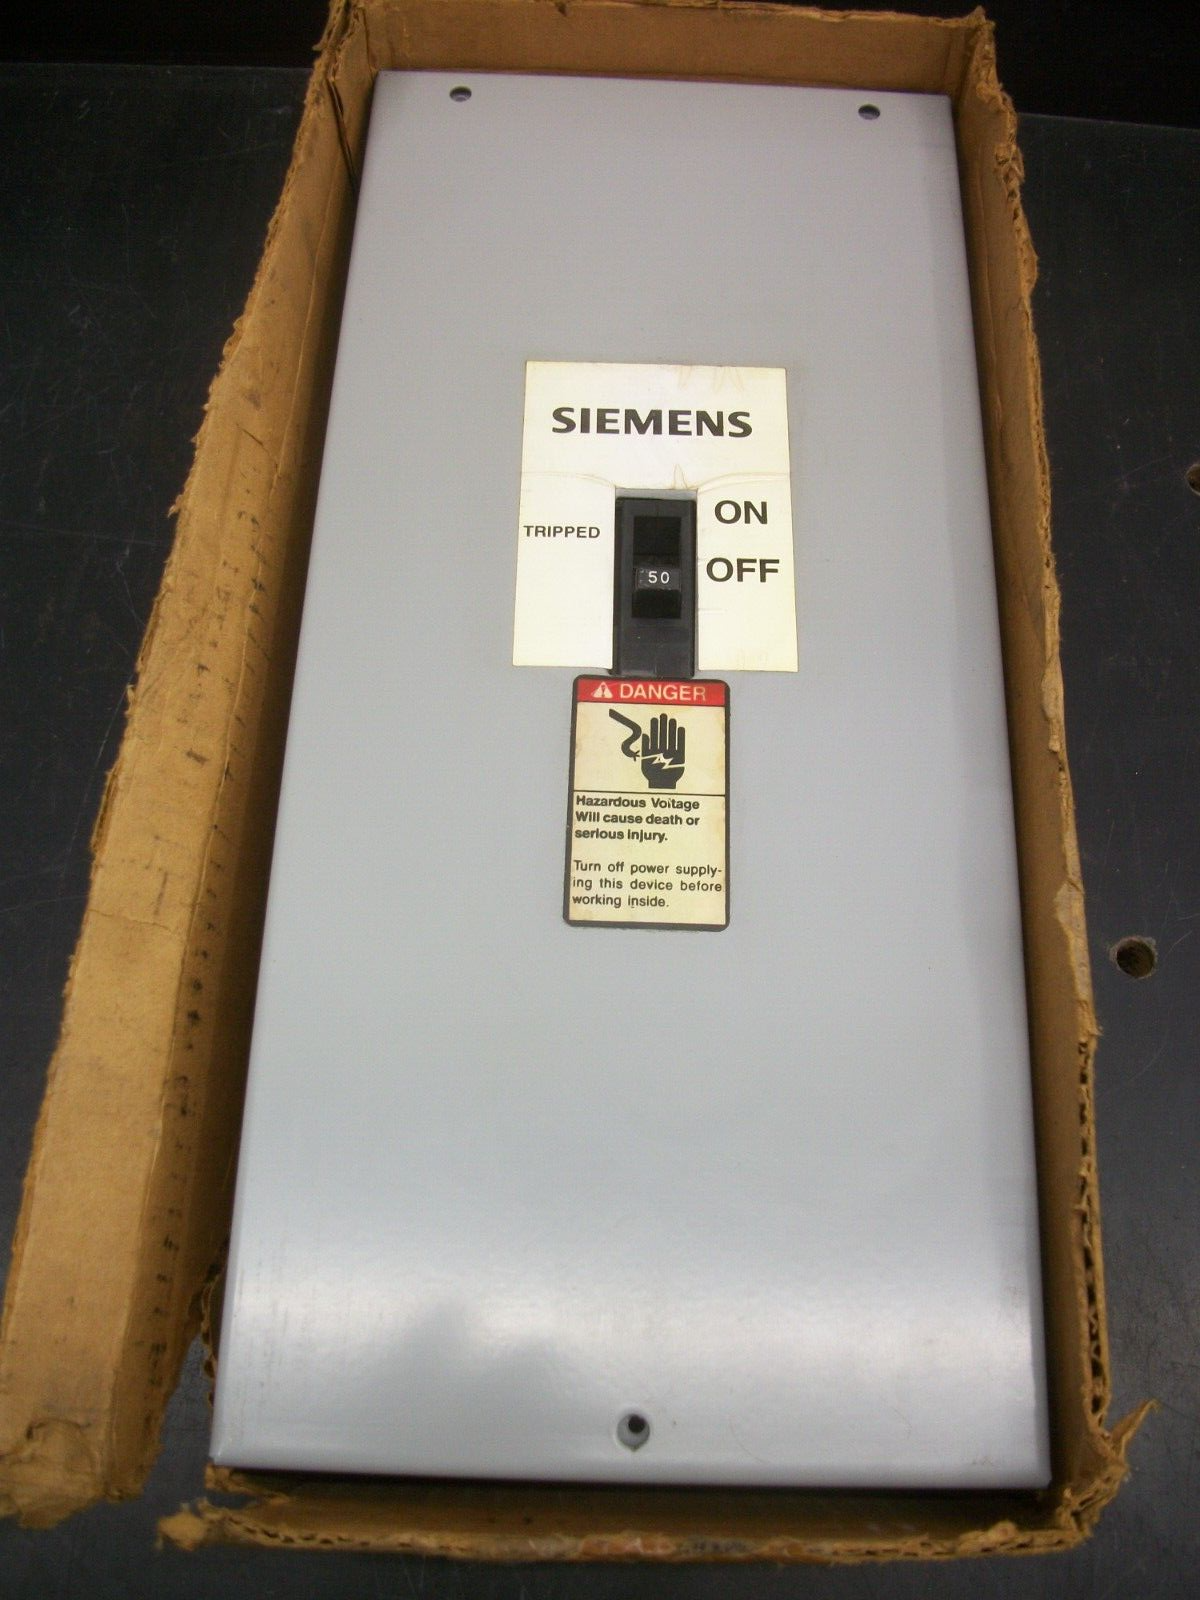 SIEMENS
ON
TRIPPED
OFF
50
DANGER
Hazardous Voltage
Will cause death or
serious injury.
Turn off power supply-
ing this device before
working inside.